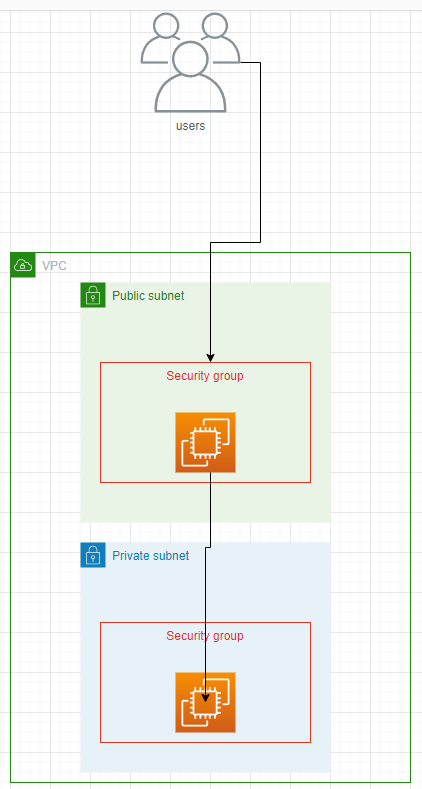 users
VPC
Public subnet
Security group
Private subnet
Security group